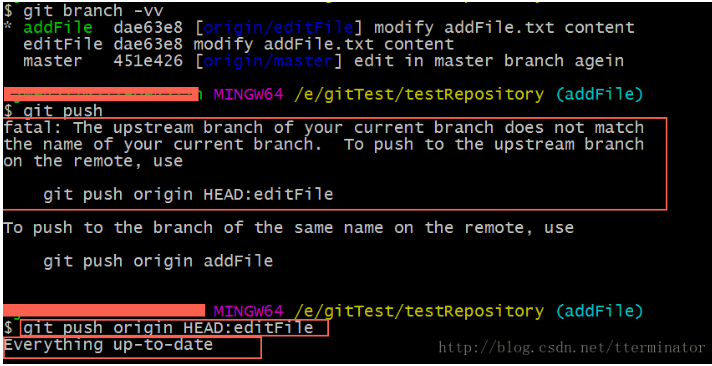 $ git branch -vv
* addFile  dae63e8 [origin/editFile] modify addFile.txt content
  editFile dae63e8 modify addFile.txt content
  master   451e426 [origin/master] edit in master branch agein
MINGW64 /e/gitTest/testRepository (addFile)
$ git push
fatal: The upstream branch of your current branch does not match
the name of your current branch.  To push to the upstream branch
on the remote, use
    git push origin HEAD:editFile
To push to the branch of the same name on the remote, use
    git push origin addFile
MINGW64 /e/gitTest/testRepository (addFile)
$ git push origin HEAD:editFile
Everything up-to-date
http://blog.csdn.net/tterminator